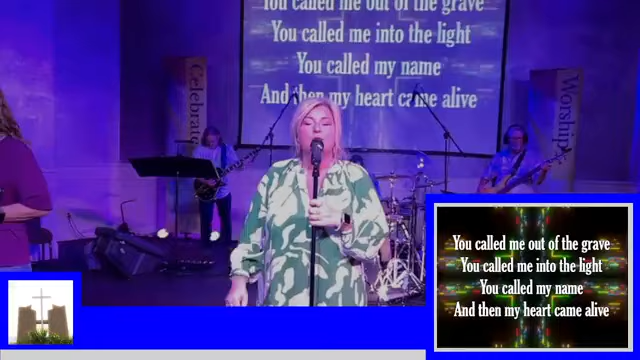 You called me out of the grave
You called me into the light
You called my name
And then my heart came alive
Celebrate
Worship
You called me out of the grave
You called me into the light
You called my name
And then my heart came alive